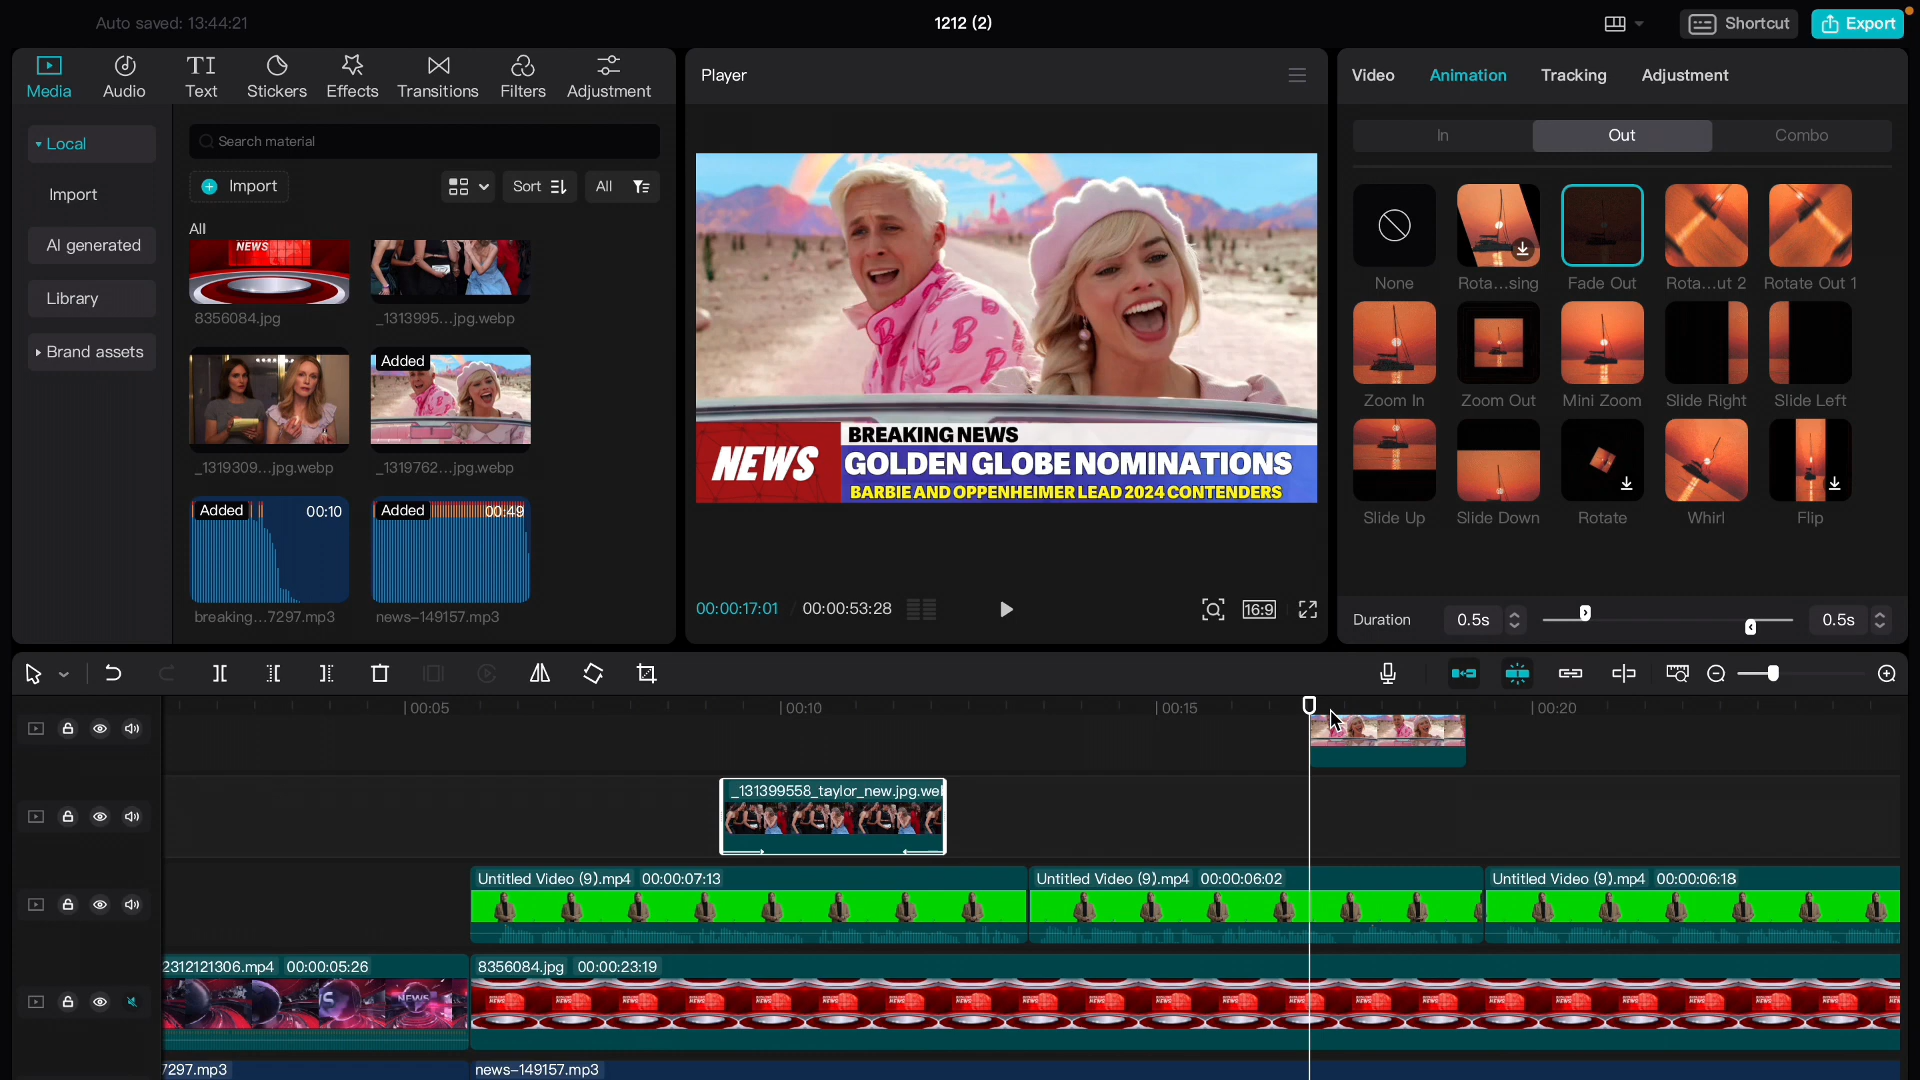 Auto saved: 13:44:21
1212 (2)
Shortcut
Export
Media
Audio
Text
Stickers
Effects
Transitions
Filters
Adjustment
Local
Import
AI generated
Library
Brand assets
Search material
Import
Sort
All
All
NEWS
8356084.jpg
_1313995...jpg.webp
Added
_1319309...jpg.webp
_1319762...jpg.webp
Added
00:10
Added
00:49
breaking...7297.mp3
news-149157.mp3
Player
NEWS
BREAKING NEWS
GOLDEN GLOBE NOMINATIONS
BARBIE AND OPPENHEIMER LEAD 2024 CONTENDERS
00:00:17:01 / 00:00:53:28
16:9
Video
Animation
Tracking
Adjustment
In
Out
Combo
None
Rota...sing
Fade Out
Rota...ut 2
Rotate Out 1
Zoom In
Zoom Out
Mini Zoom
Slide Right
Slide Left
Slide Up
Slide Down
Rotate
Whirl
Flip
Duration
0.5s
0.5s
00:05
00:10
00:15
00:20
_131399558_taylor_new.jpg.we
Untitled Video (9).mp4 00:00:07:13
Untitled Video (9).mp4 00:00:06:02
Untitled Video (9).mp4 00:00:06:18
2312121306.mp4 00:00:05:26
8356084.jpg 00:00:23:19
7297.mp3
news-149157.mp3